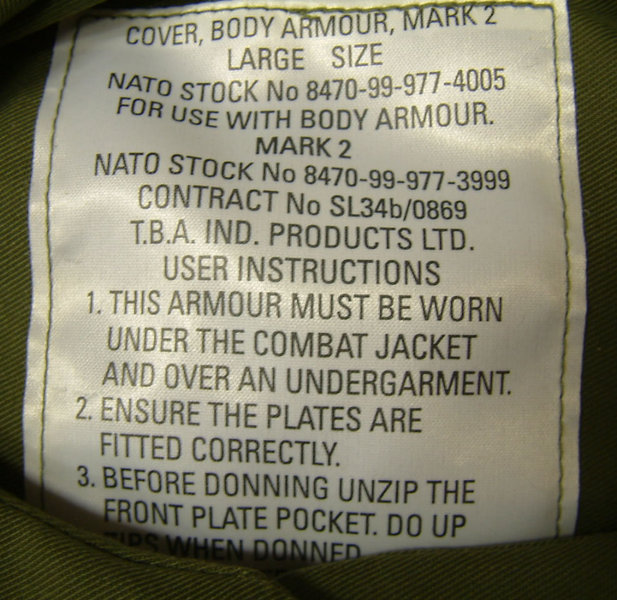 COVER, BODY ARMOUR, MARK 2
LARGE SIZE
NATO STOCK No 8470-99-977-4005
FOR USE WITH BODY ARMOUR.
MARK 2
NATO STOCK No 8470-99-977-3999
CONTRACT No SL34b/0869
T.B.A. IND. PRODUCTS LTD.
USER INSTRUCTIONS
1. THIS ARMOUR MUST BE WORN
UNDER THE COMBAT JACKET
AND OVER AN UNDERGARMENT.
2. ENSURE THE PLATES ARE
FITTED CORRECTLY.
3. BEFORE DONNING UNZIP THE
FRONT PLATE POCKET. DO UP
ZIPS WHEN DONNED